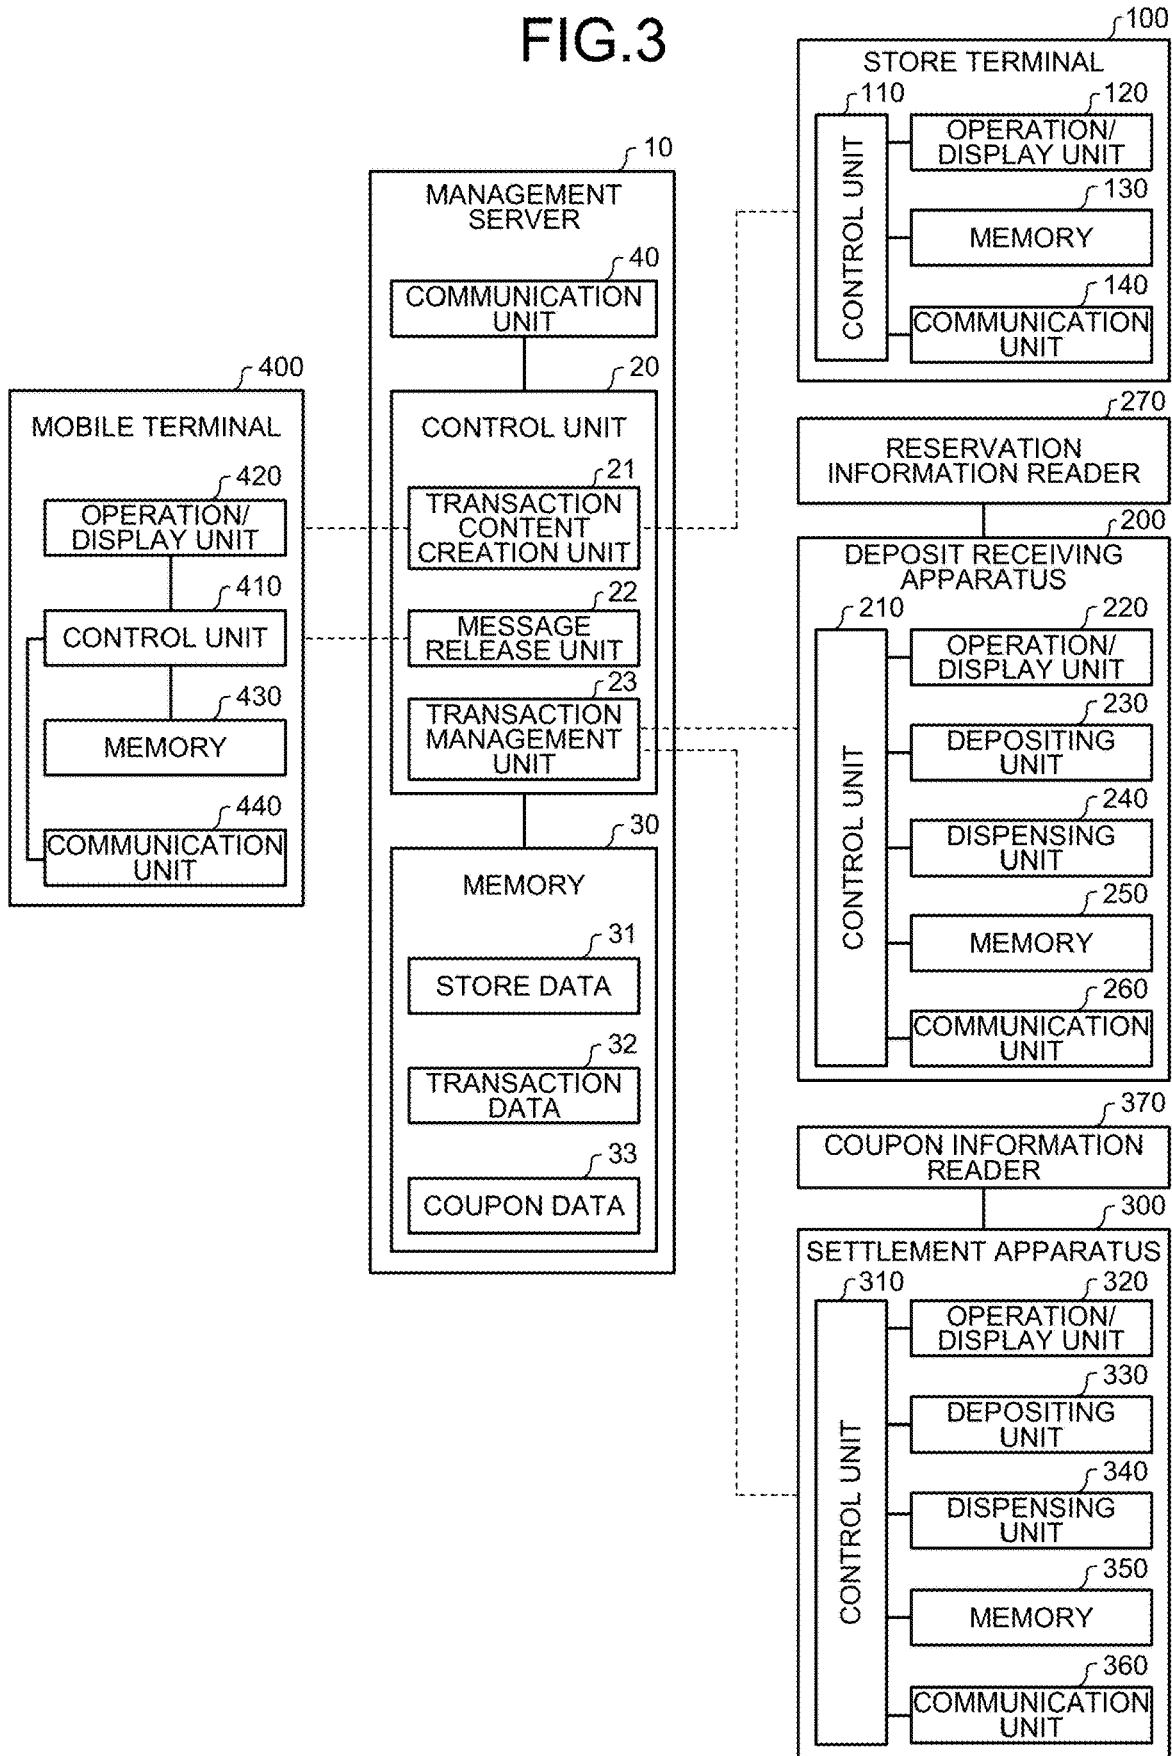 FIG.3
400
MOBILE TERMINAL
420
OPERATION/
DISPLAY UNIT
410
CONTROL UNIT
430
MEMORY
440
COMMUNICATION
UNIT
10
MANAGEMENT
SERVER
40
COMMUNICATION
UNIT
20
CONTROL UNIT
21
TRANSACTION
CONTENT
CREATION UNIT
22
MESSAGE
RELEASE UNIT
23
TRANSACTION
MANAGEMENT
UNIT
30
MEMORY
31
STORE DATA
32
TRANSACTION
DATA
33
COUPON DATA
100
STORE TERMINAL
110
CONTROL UNIT
120
OPERATION/
DISPLAY UNIT
130
MEMORY
140
COMMUNICATION
UNIT
270
RESERVATION
INFORMATION READER
200
DEPOSIT RECEIVING
APPARATUS
210
CONTROL UNIT
220
OPERATION/
DISPLAY UNIT
230
DEPOSITING
UNIT
240
DISPENSING
UNIT
250
MEMORY
260
COMMUNICATION
UNIT
370
COUPON INFORMATION
READER
300
SETTLEMENT APPARATUS
310
CONTROL UNIT
320
OPERATION/
DISPLAY UNIT
330
DEPOSITING
UNIT
340
DISPENSING
UNIT
350
MEMORY
360
COMMUNICATION
UNIT